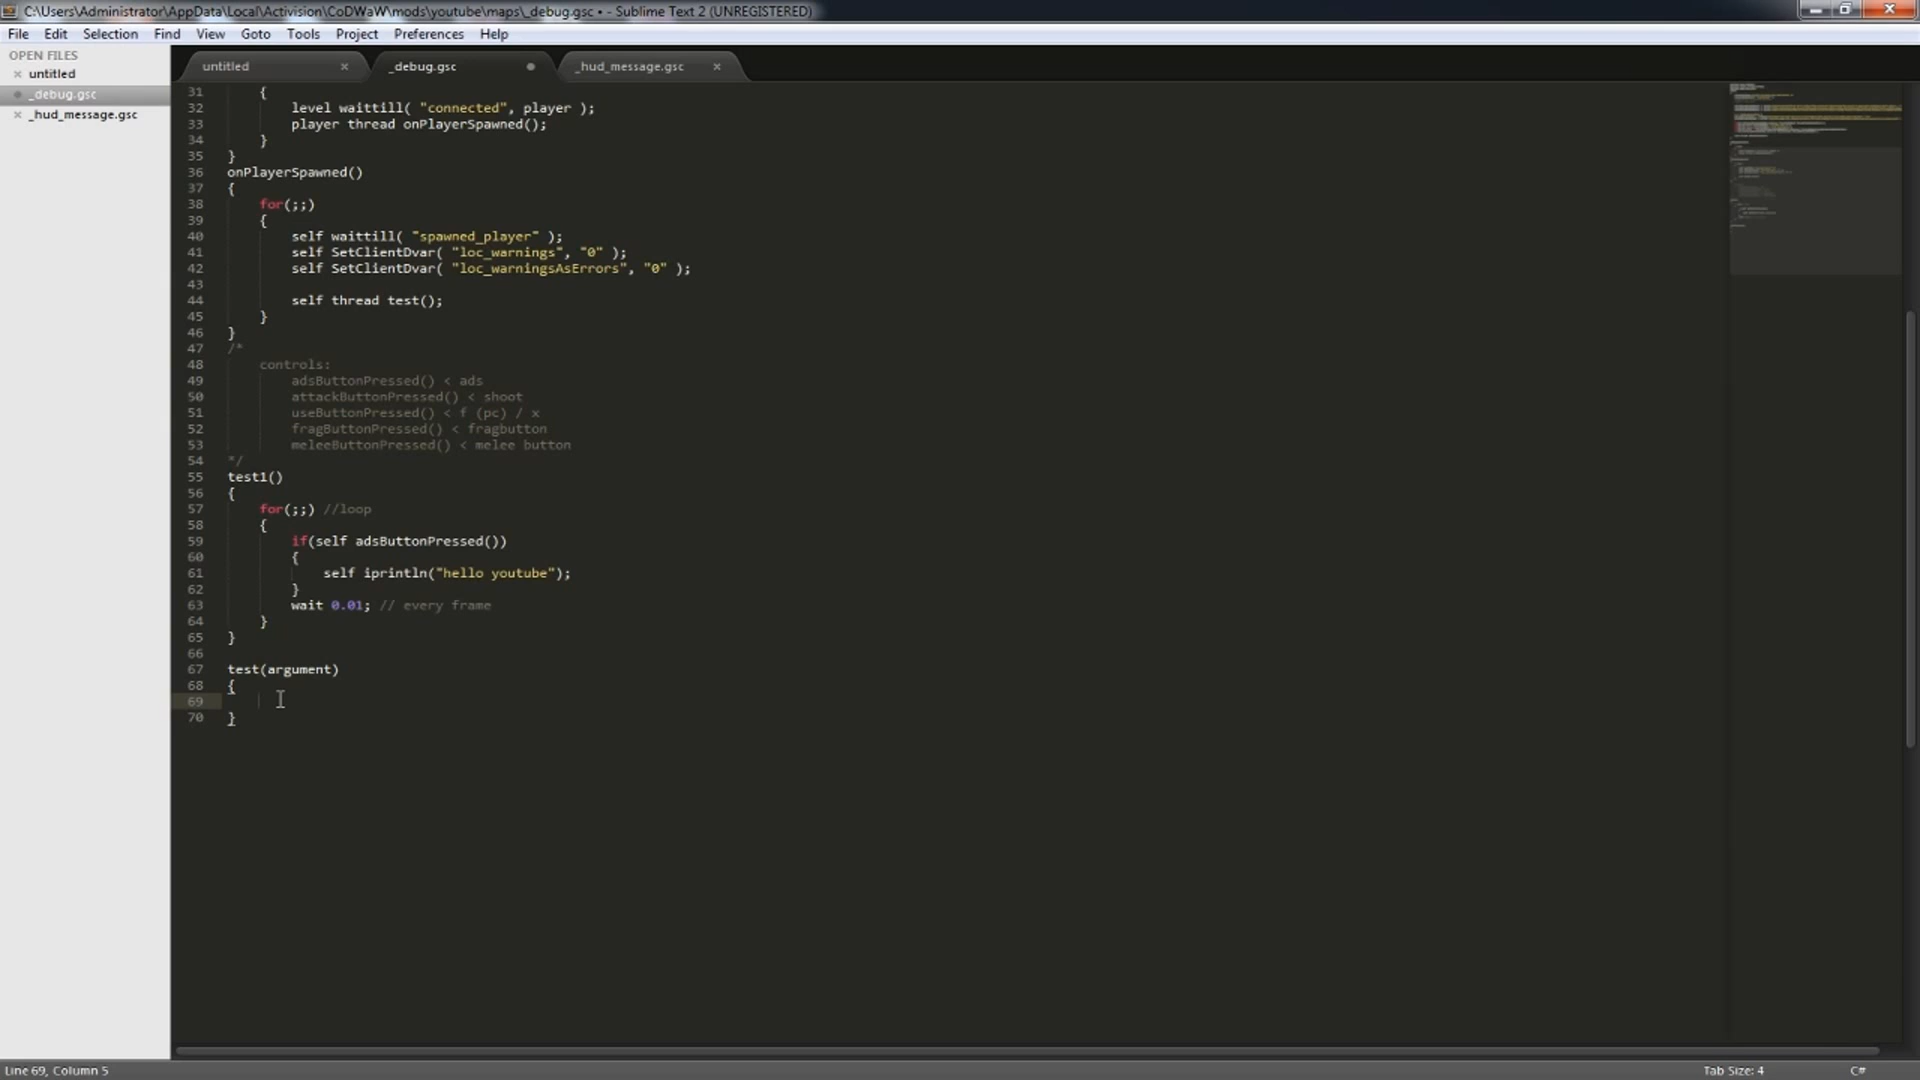 C:\Users\Administrator\AppData\Local\Activision\CoDWaW\mods\youtube\maps\_debug.gsc • - Sublime Text 2 (UNREGISTERED)
File Edit Selection Find View Goto Tools Project Preferences Help
OPEN FILES
untitled
_debug.gsc
_hud_message.gsc
untitled _debug.gsc _hud_message.gsc
31 {
32 level waittill( "connected", player );
33 player thread onPlayerSpawned();
34 }
35 }
36 onPlayerSpawned()
37 {
38 for(;;)
39 {
40 self waittill( "spawned_player" );
41 self SetClientDvar( "loc_warnings", "0" );
42 self SetClientDvar( "loc_warningsAsErrors", "0" );
43
44 self thread test();
45 }
46 }
47 /*
48 controls:
49 adsButtonPressed() < ads
50 attackButtonPressed() < shoot
51 useButtonPressed() < f (pc) / x
52 fragButtonPressed() < fragbutton
53 meleeButtonPressed() < melee button
54 */
55 test1()
56 {
57 for(;;) //loop
58 {
59 if(self adsButtonPressed())
60 {
61 self iprintln("hello youtube");
62 }
63 wait 0.01; // every frame
64 }
65 }
66
67 test(argument)
68 {
69
70 }
Line 69, Column 5 Tab Size: 4 C#